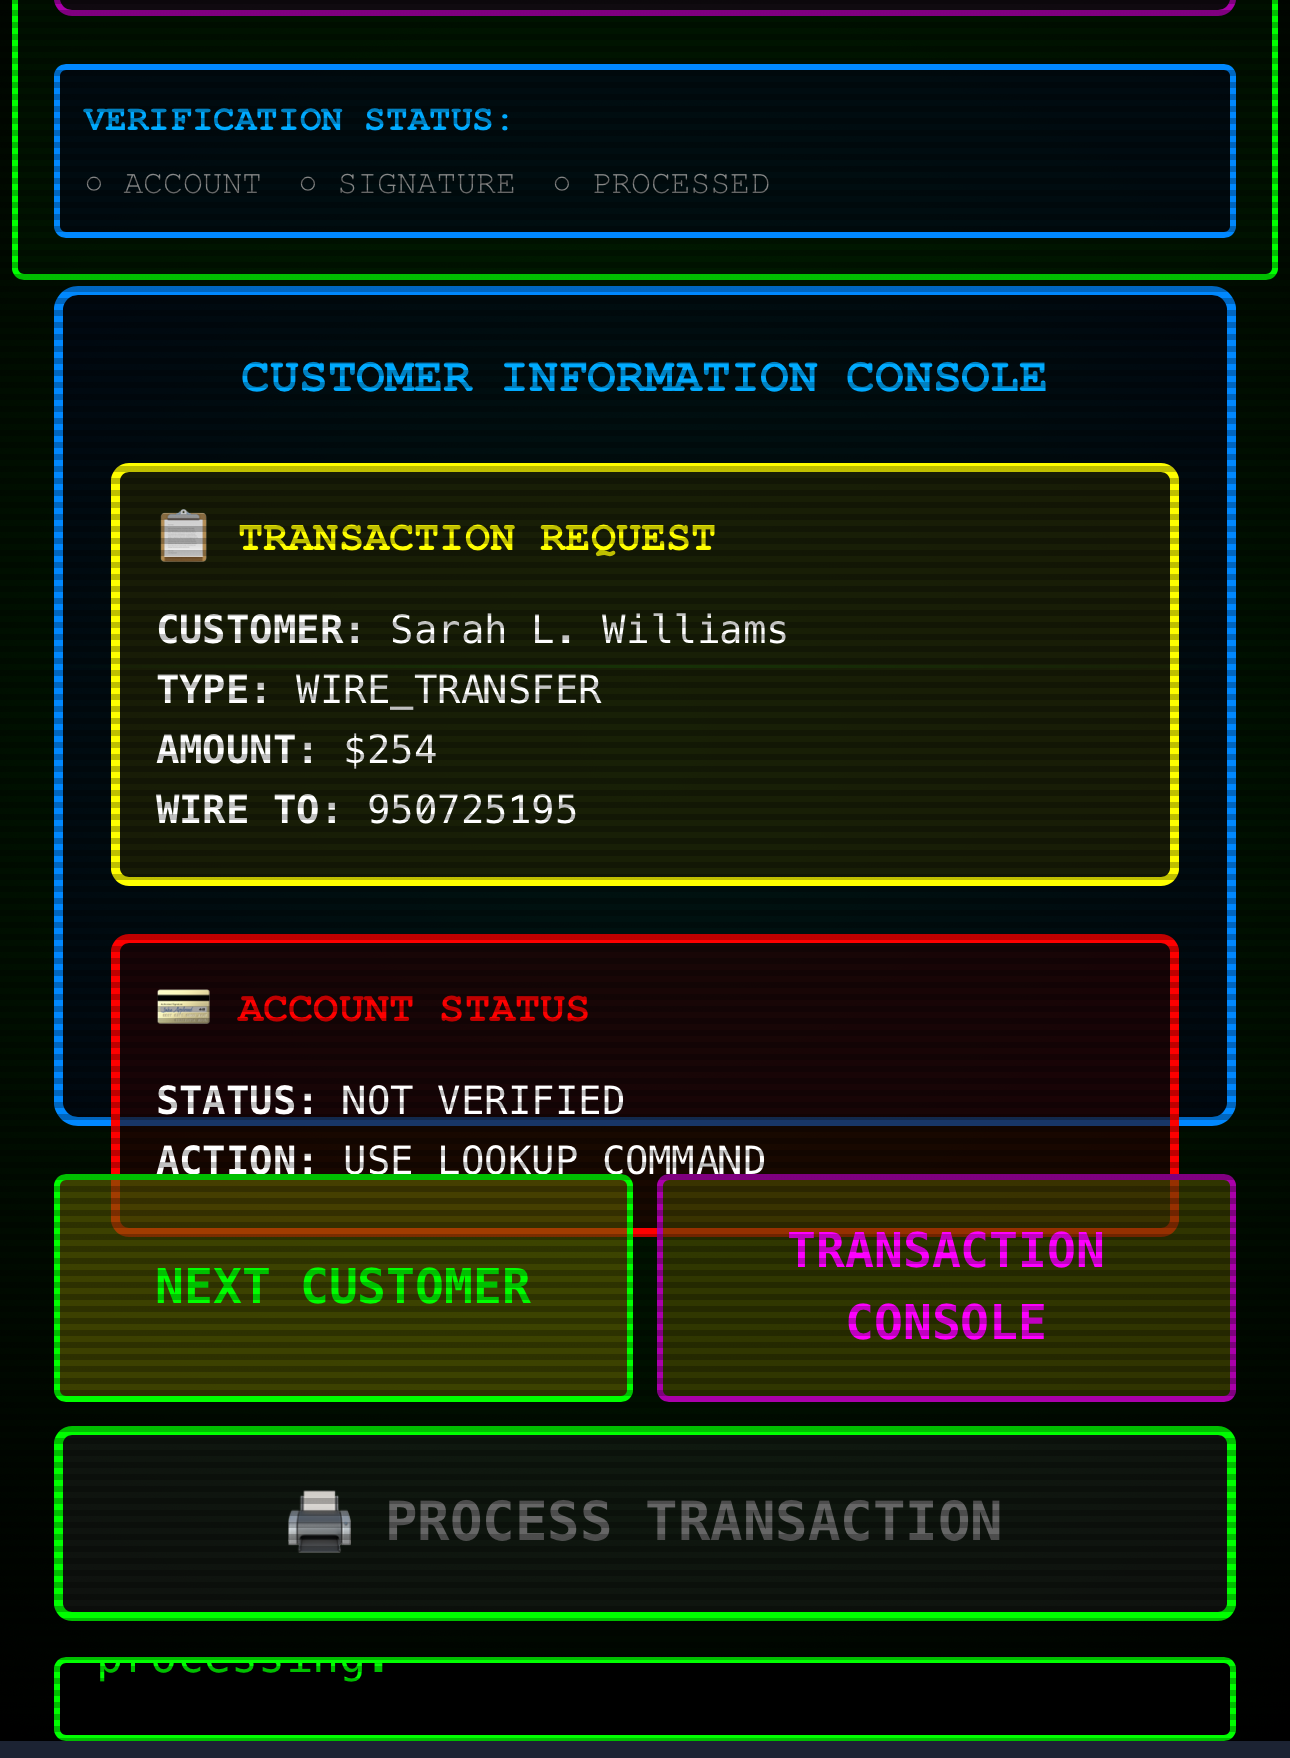 VERIFICATION STATUS:
○ ACCOUNT ○ SIGNATURE ○ PROCESSED
CUSTOMER INFORMATION CONSOLE
TRANSACTION REQUEST
CUSTOMER: Sarah L. Williams
TYPE: WIRE_TRANSFER
AMOUNT: $254
WIRE TO: 950725195
ACCOUNT STATUS
STATUS: NOT VERIFIED
ACTION: USE LOOKUP COMMAND
NEXT CUSTOMER
TRANSACTION
CONSOLE
PROCESS TRANSACTION
processing.